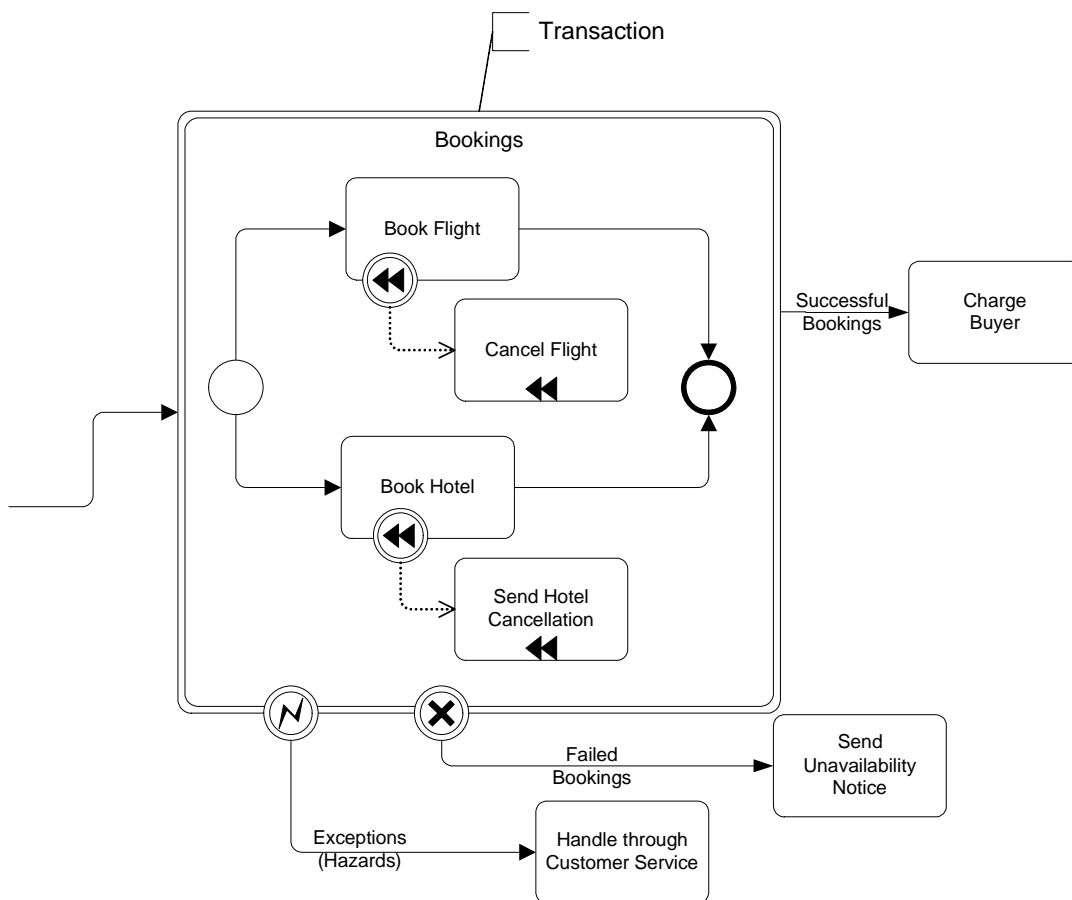 Transaction
Bookings
Book Flight
Cancel Flight
Successful
Bookings
Charge
Buyer
Book Hotel
Send Hotel
Cancellation
Failed
Bookings
Send
Unavailability
Notice
Exceptions
(Hazards)
Handle through
Customer Service